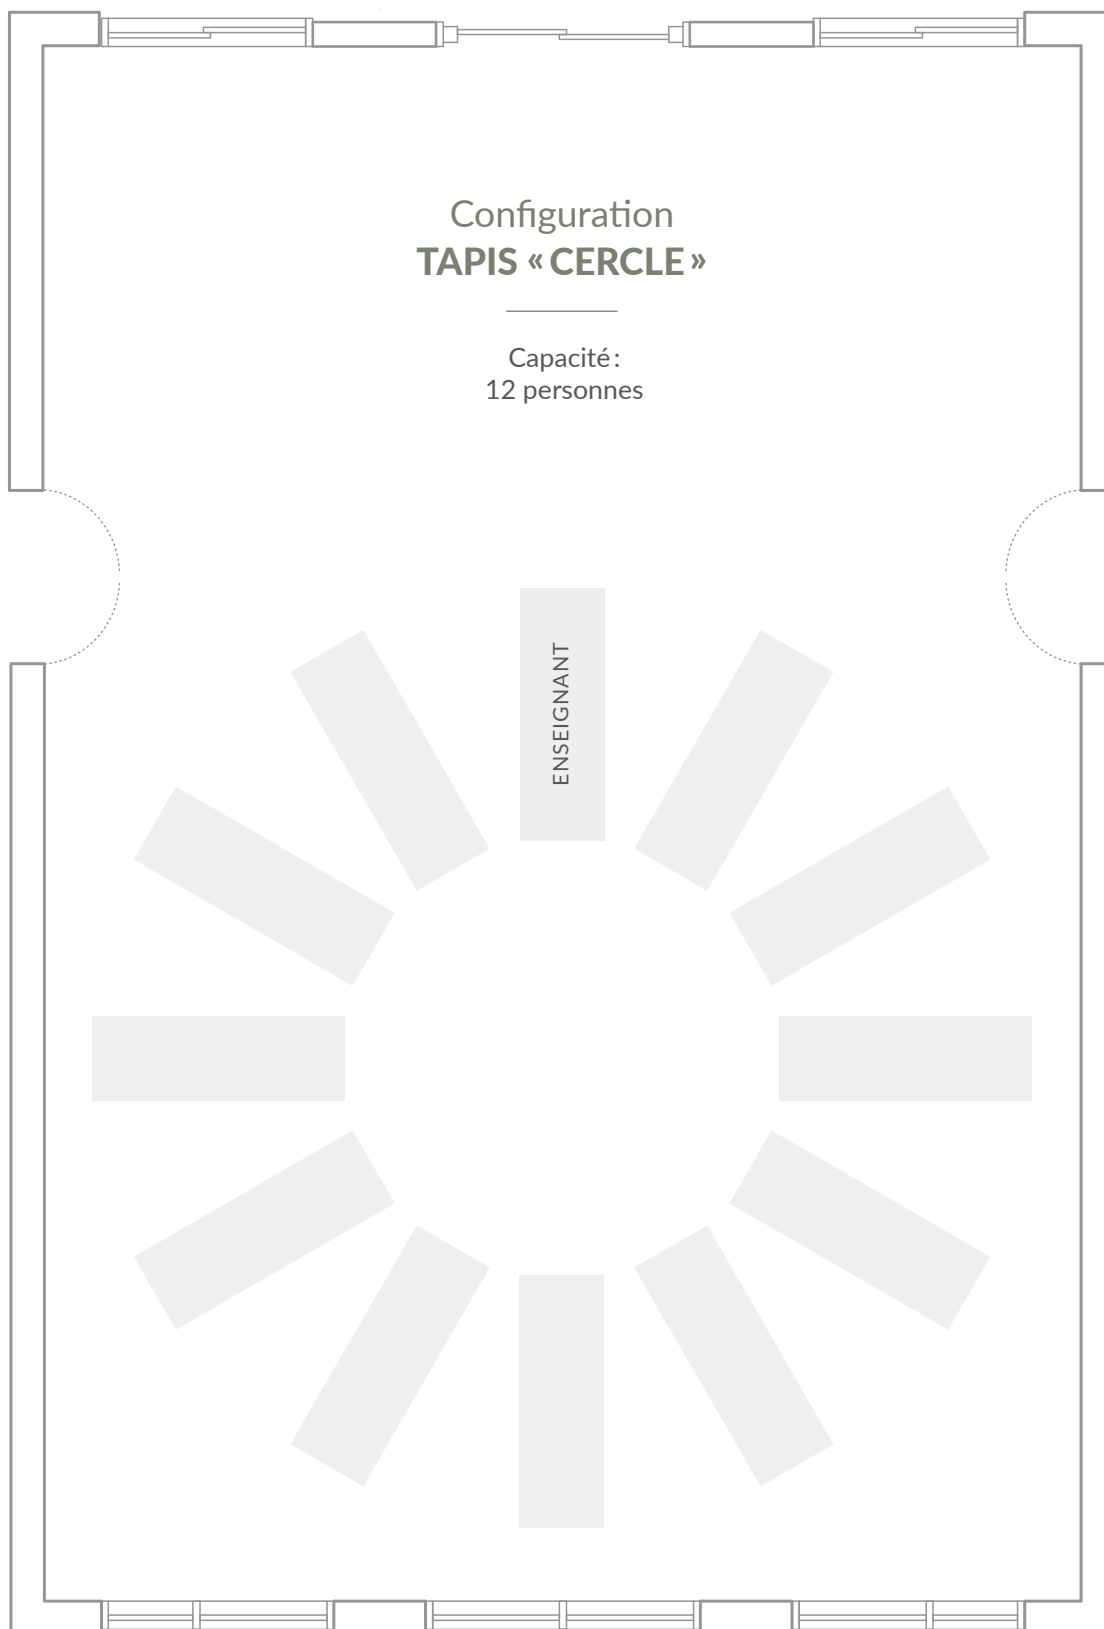 Configuration
TAPIS « CERCLE »
Capacité :
12 personnes
ENSEIGNANT